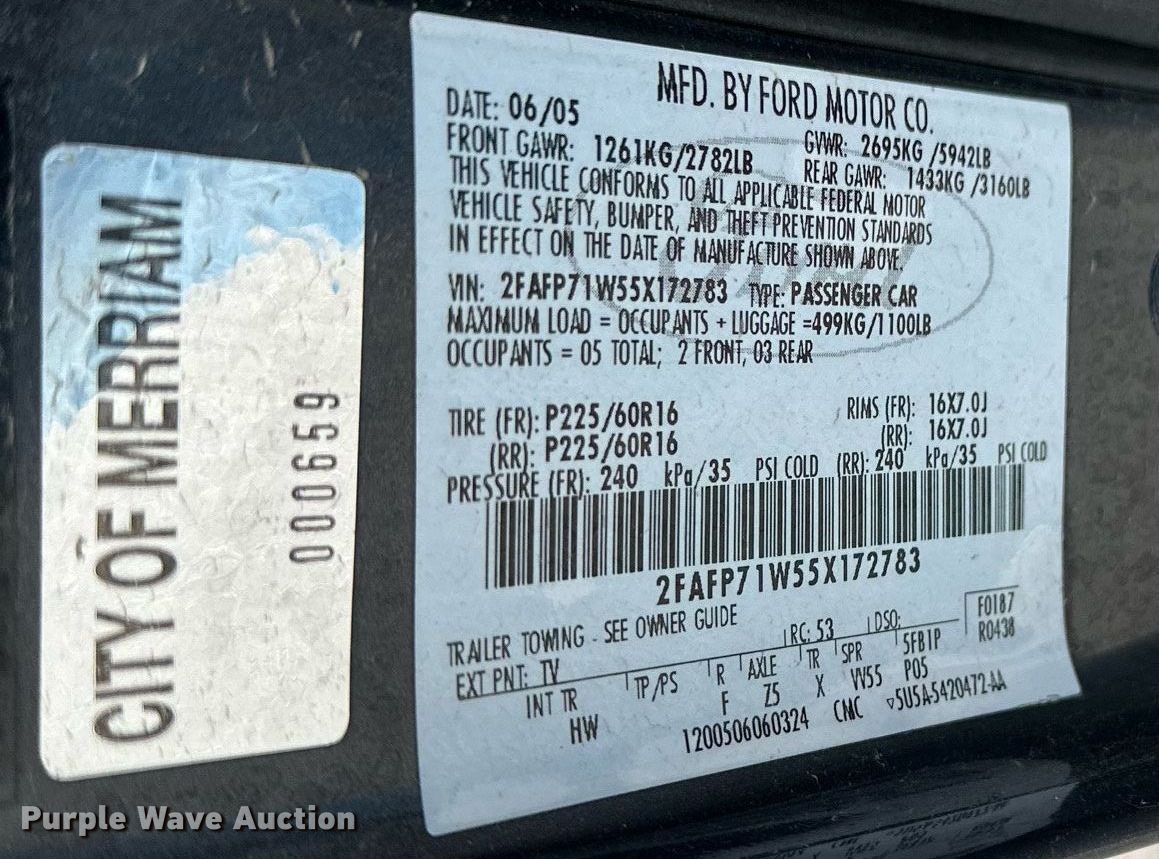 CITY OF MERRIAM
000659
MFD. BY FORD MOTOR CO.
DATE: 06/05
GVWR: 2695KG /5942LB
FRONT GAWR: 1261KG/2782LB
REAR GAWR: 1433KG /3160LB
THIS VEHICLE CONFORMS TO ALL APPLICABLE FEDERAL MOTOR
VEHICLE SAFETY, BUMPER, AND THEFT PREVENTION STANDARDS
IN EFFECT ON THE DATE OF MANUFACTURE SHOWN ABOVE.
VIN: 2FAFP71W55X172783 TYPE: PASSENGER CAR
MAXIMUM LOAD = OCCUPANTS + LUGGAGE =499KG/1100LB
OCCUPANTS = 05 TOTAL; 2 FRONT, 03 REAR
TIRE (FR): P225/60R16 RIMS (FR): 16X7.0J
(RR): P225/60R16 (RR): 16X7.0J
PRESSURE (FR): 240 kPa/35 PSI COLD (RR): 240 kPa/35 PSI COLD
2FAFP71W55X172783
TRAILER TOWING - SEE OWNER GUIDE
F0187
R0438
EXT PNT: TV RC: 53 DSO:
INT TR TP/PS R AXLE TR SPR 5FB1P
HW F Z5 X VV55 P05
1200506060324 CMC ▽5U5A-5420472-AA
Purple Wave Auction